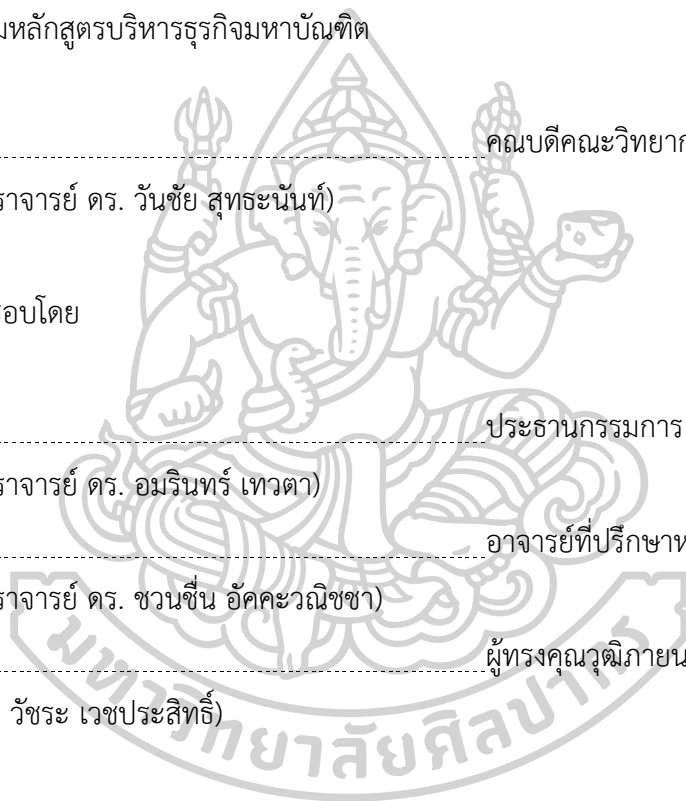 มหลักสูตรบริหารธุรกิจมหาบัณฑิต
คณบดีคณะวิทยาก
ราจารย์ ดร. วันชัย สุทธะนันท์)
สอบโดย
ประธานกรรมการ
ราจารย์ ดร. อมรินทร์ เทวตา)
อาจารย์ที่ปรึกษาห
ราจารย์ ดร. ชวนชื่น อัคคะวณิชชา)
ผู้ทรงคุณวุฒิภายน
วัชระ เวชประสิทธิ์)
มหาวิทยาลัยศิลปากร